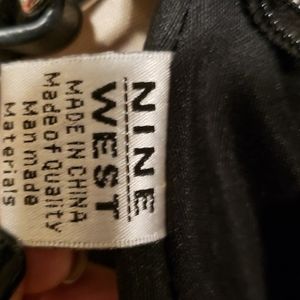 NINE
WEST
MADE IN CHINA
Made of Quality
Man made
Materials